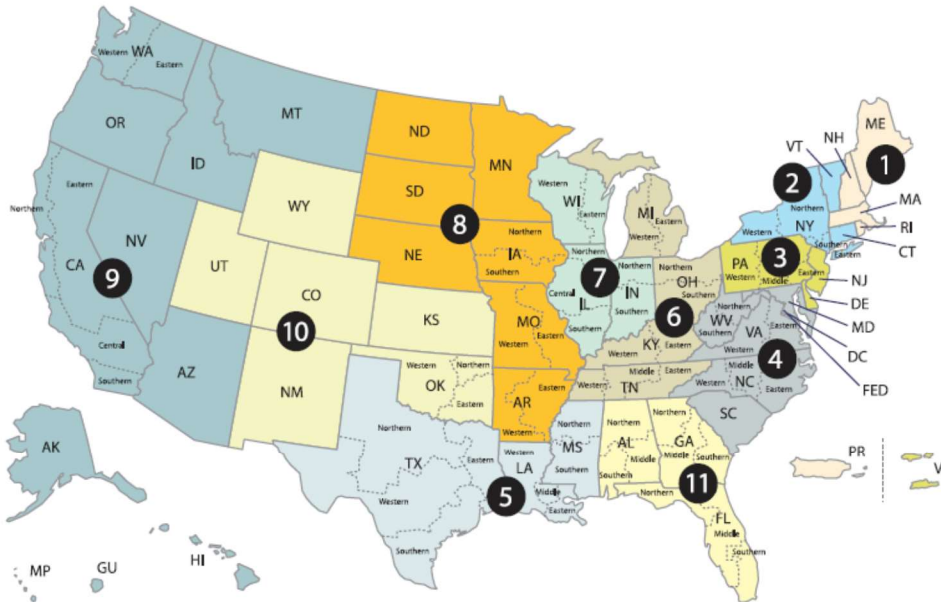 WA
Western
Eastern
MT
OR
ID
WY
ND
SD
NE
MN
8
Northern
IA
Southern
Western
WI
Eastern
MI
Western
Eastern
ME
NH
VT
1
2
MA
RI
CT
Northern
NY
Western
Southern
Eastern
3
PA
Western
Middle
Eastern
NJ
DE
MD
DC
FED
Northern
Eastern
CA
Central
Southern
NV
9
UT
CO
10
KS
AZ
NM
Western
Northern
OK
Eastern
MO
Western
Eastern
AR
Eastern
Western
7
Northern
Central
IL
Southern
Northern
IN
Southern
Northern
OH
Southern
6
KY
Western
Eastern
Western
Middle
TN
Eastern
Northern
WV
Southern
VA
Eastern
Western
4
Middle
NC
Western
Eastern
SC
Northern
TX
Eastern
Western
Southern
Western
LA
Middle
Eastern
5
Northern
MS
Southern
Northern
AL
Middle
Southern
Northern
GA
Middle
Southern
11
Northern
FL
Middle
Southern
PR
V
AK
HI
MP
GU